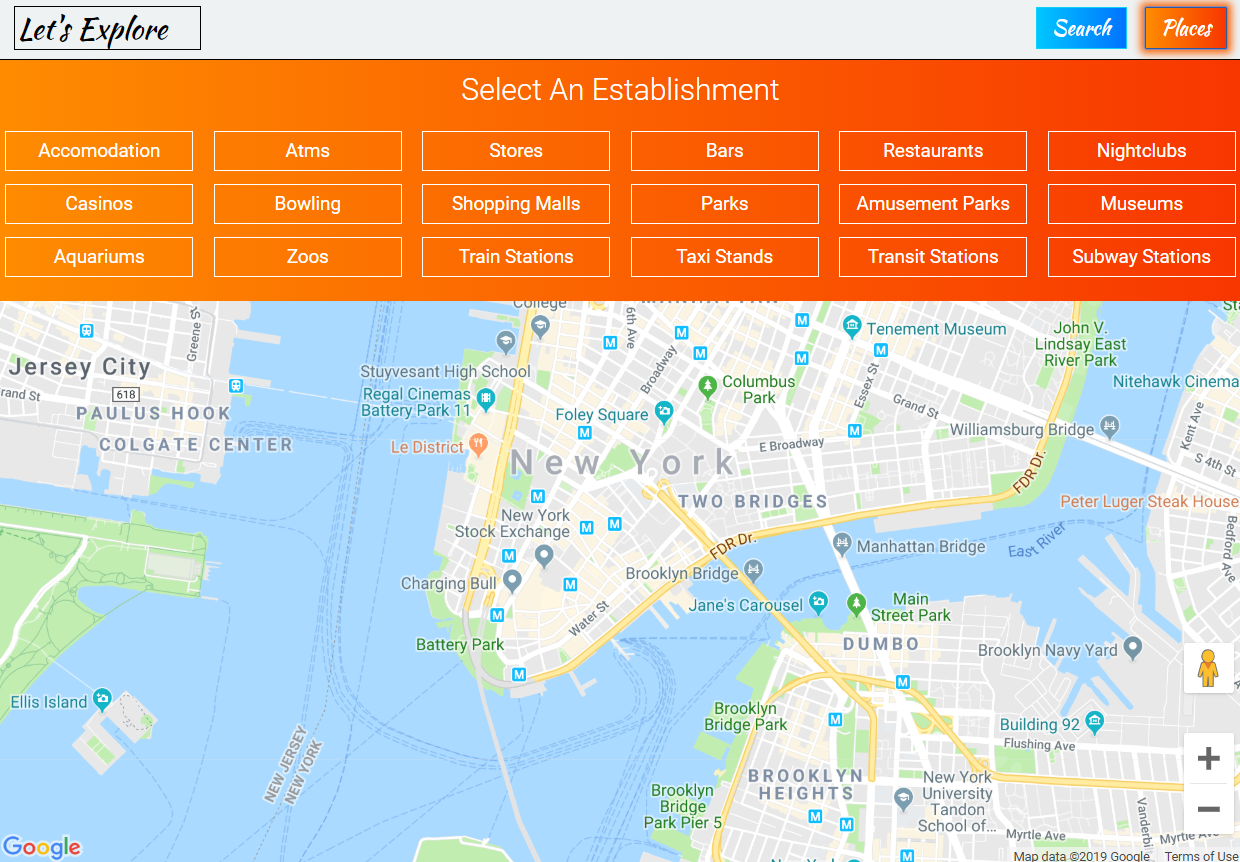 Let's Explore
Search
Places
Select An Establishment
Accomodation
Atms
Stores
Bars
Restaurants
Nightclubs
Casinos
Bowling
Shopping Malls
Parks
Amusement Parks
Museums
Aquariums
Zoos
Train Stations
Taxi Stands
Transit Stations
Subway Stations
College
6th Ave
Greene St
Broadway
Tenement Museum
John V.
Lindsay East
River Park
Jersey City
Stuyvesant High School
Essex St
Nitehawk Cinema
rand St
618
Regal Cinemas
Battery Park 11
Columbus
Park
PAULUS HOOK
Foley Square
Grand St
Kent Ave
COLGATE CENTER
Le District
E Broadway
Williamsburg Bridge
S 4th St
New York
FDR Dr.
TWO BRIDGES
Peter Luger Steak House
New York
Stock Exchange
FDR Dr.
Manhattan Bridge
East River
Bedford Ave
Charging Bull
Brooklyn Bridge
Water St
Jane's Carousel
Main
Street Park
Battery Park
DUMBO
Brooklyn Navy Yard
Ellis Island
Brooklyn
Bridge Park
Building 92
Flushing Ave
NEW JERSEY
NEW YORK
BROOKLYN
HEIGHTS
Brooklyn
Bridge
Park Pier 5
New York
University
Tandon
School of...
Vanderb
Myrtle Ave
Myrtle Ave
Google
Map data ©2019 Google
Terms of Use